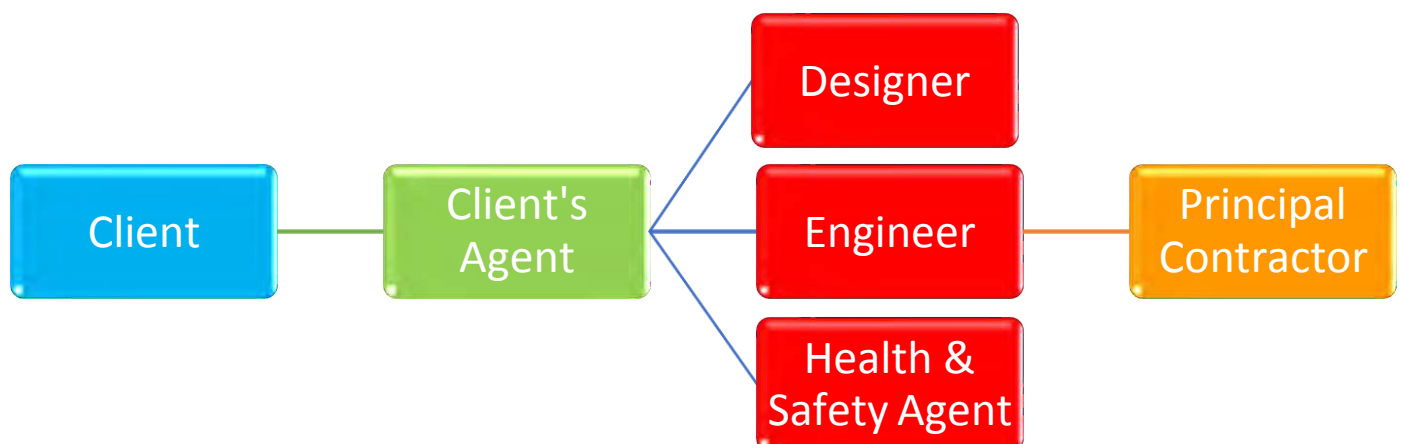 Client
Client's
Agent
Designer
Engineer
Health &
Safety Agent
Principal
Contractor